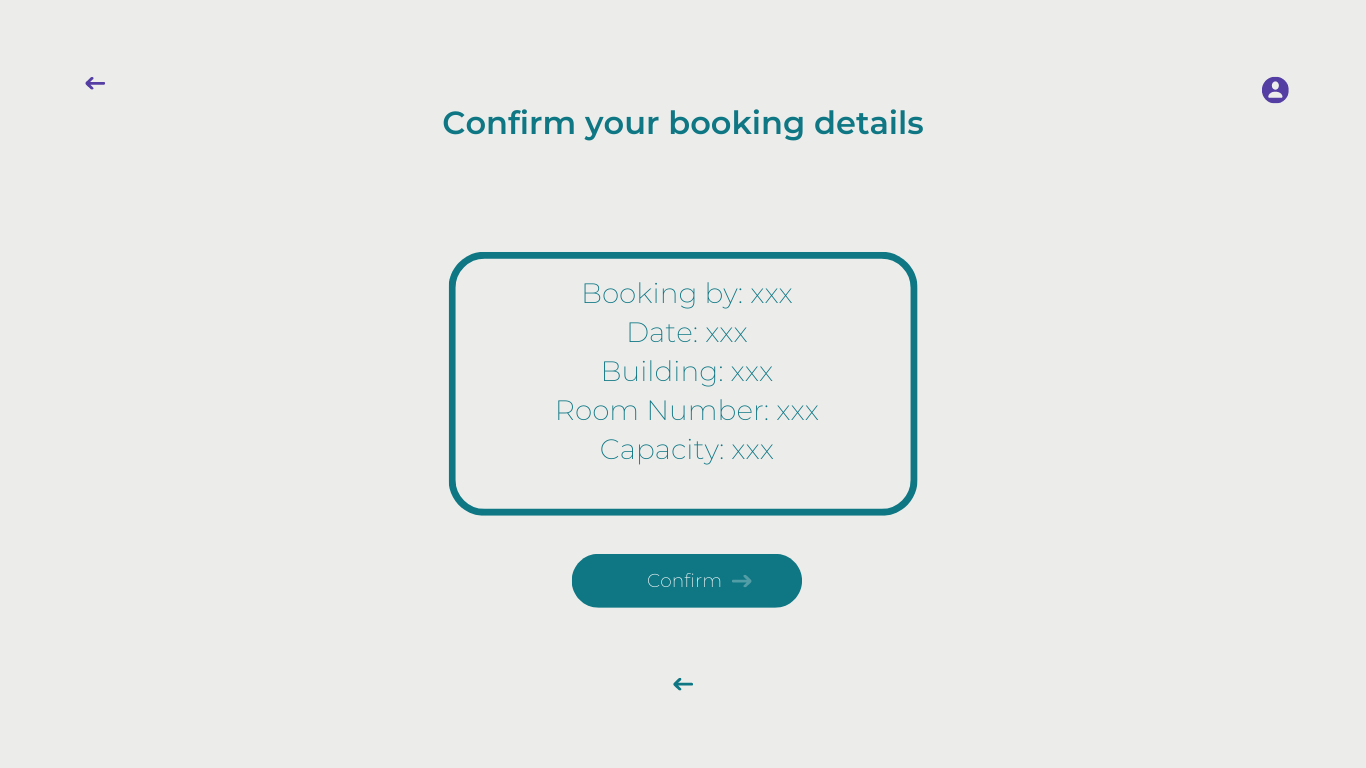 Confirm your booking details
Booking by: xxx
Date: xxx
Building: xxx
Room Number: xxx
Capacity: xxx
Confirm